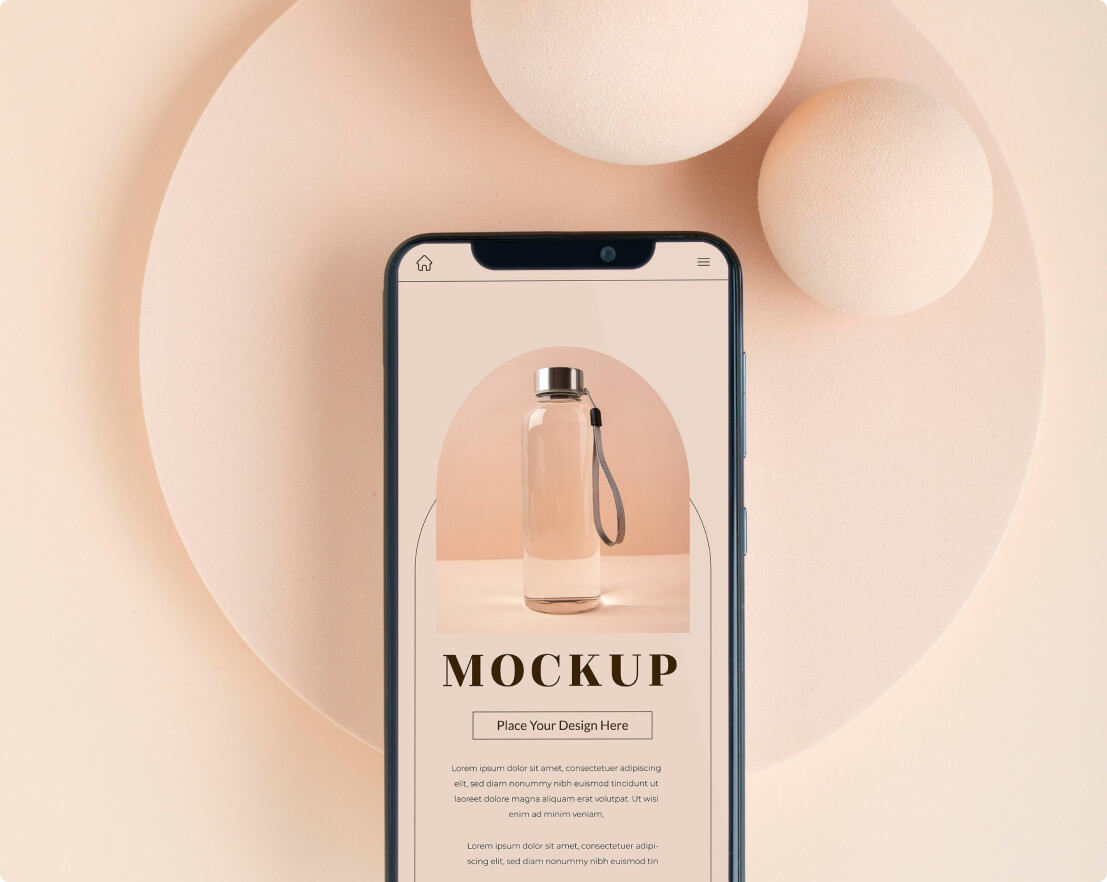 MOCKUP
Place Your Design Here
Lorem ipsum dolor sit amet, consectetuer adipiscing
elit, sed diam nonummy nibh euismod tincidunt ut
laoreet dolore magna aliquam erat volutpat. Ut wisi
enim ad minim veniam,
Lorem ipsum dolor sit amet, consectetuer adipi-
scing elit, sed diam nonummy nibh euismod tin